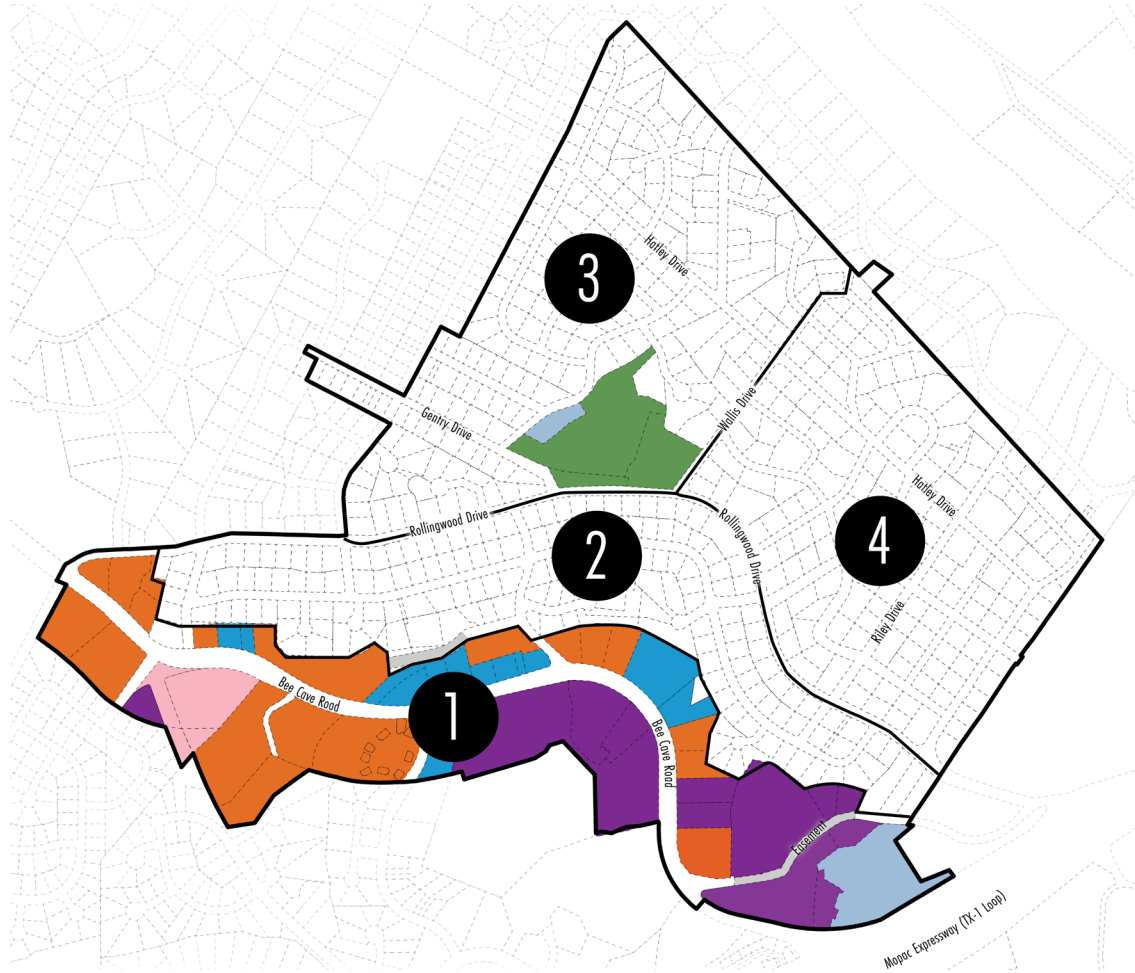 Hatley Drive
3
Wallis Drive
Gentry Drive
Hatley Drive
Rollingwood Drive
Rollingwood Drive
2
4
Riley Drive
Bee Cave Road
1
Bee Cave Road
Easement
Mopac Expressway (TX-1 Loop)